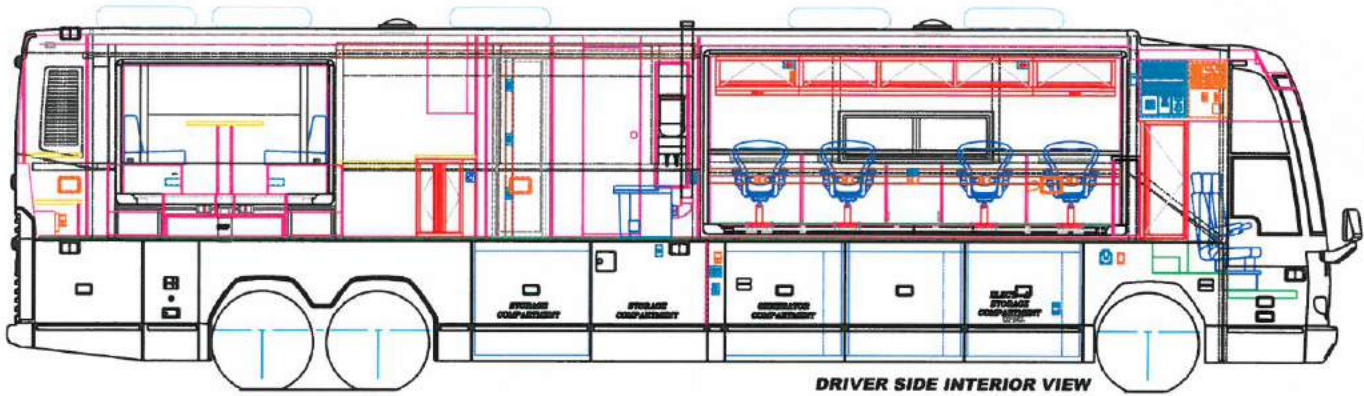 STORAGE
COMPARTMENT
STORAGE
COMPARTMENT
GENERATOR
COMPARTMENT
STORAGE
COMPARTMENT
DRIVER SIDE INTERIOR VIEW